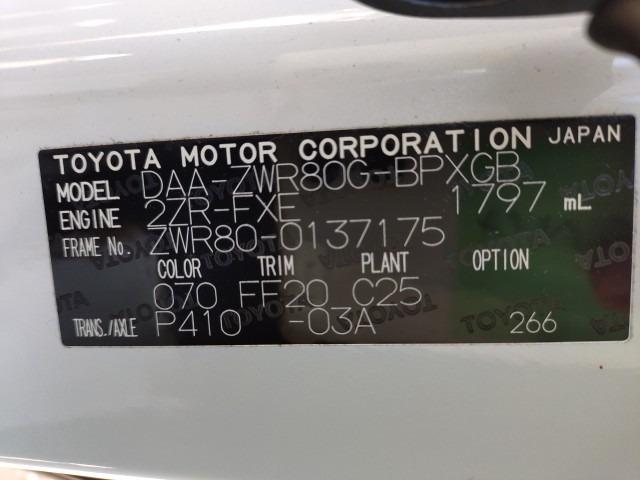 TOYOTA MOTOR CORPORATION JAPAN
MODEL DAA-ZWR80G-BPXGB
ENGINE 2ZR-FXE 1797 mL
FRAME No. ZWR80-0137175
COLOR TRIM PLANT OPTION
070 FF20 C25
TRANS./AXLE P410 -03A 266